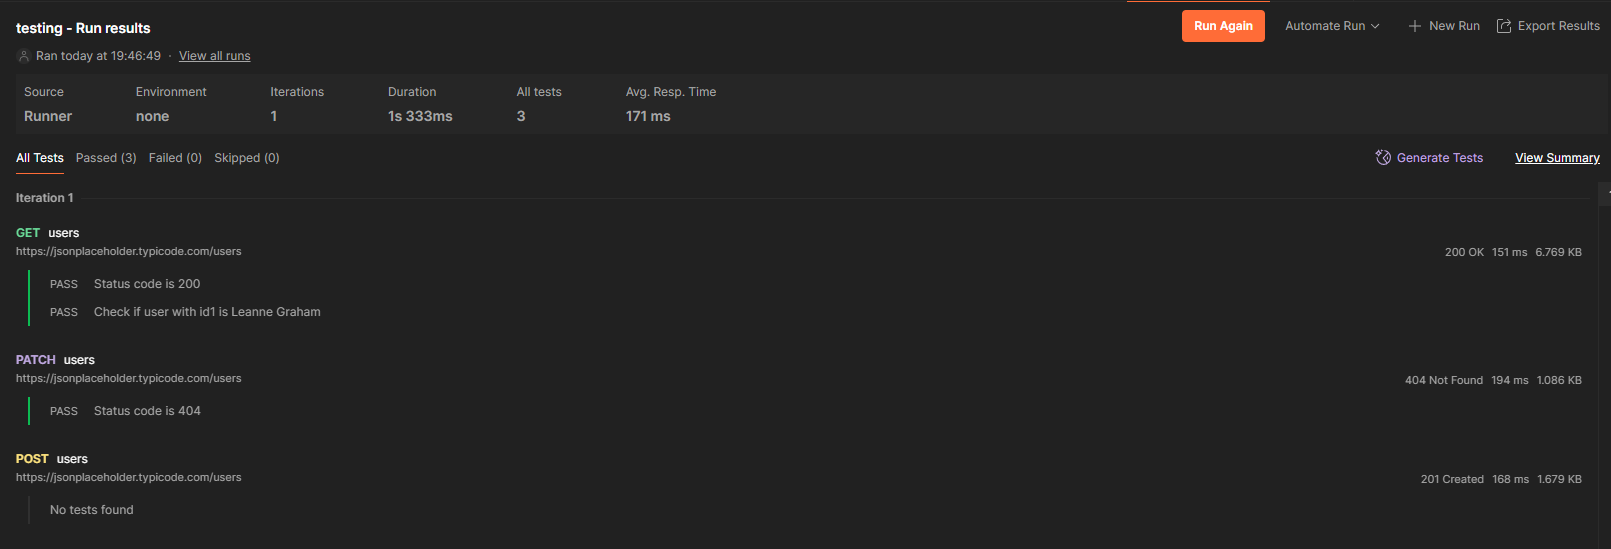 testing - Run results
Run Again Automate Run New Run Export Results
Ran today at 19:46:49 · View all runs
Source Environment Iterations Duration All tests Avg. Resp. Time
Runner none 1 1s 333ms 3 171 ms
All Tests Passed (3) Failed (0) Skipped (0) Generate Tests View Summary
Iteration 1
GET users
https://jsonplaceholder.typicode.com/users 200 OK 151 ms 6.769 KB
PASS Status code is 200
PASS Check if user with id1 is Leanne Graham
PATCH users
https://jsonplaceholder.typicode.com/users 404 Not Found 194 ms 1.086 KB
PASS Status code is 404
POST users
https://jsonplaceholder.typicode.com/users 201 Created 168 ms 1.679 KB
No tests found